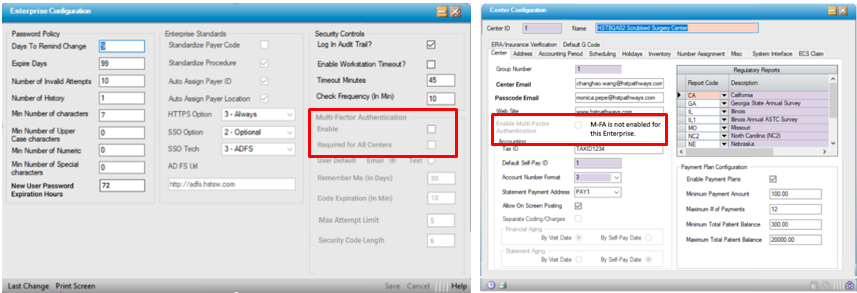 Enterprise Configuration
Password Policy
Days To Remind Change
Expire Days 99
Number of Invalid Attempts 10
Number of History 1
Min Number of characters 7
Min Number of Upper
Case characters
Min Number of Numeric
Min Number of Special
characters
New User Password
Expiration Hours 72
Enterprise Standards
Standardize Payer Code
Standardize Procedure
Auto Assign Payer ID
Auto Assign Payer Location
HTTPS Option 3 - Always
SSO Option 2 - Optional
SSO Tech 3 - ADFS
AD FS Url
http://adfs.hstsw.com
Security Controls
Log In Audit Trail?
Enable Workstation Timeout?
Timeout Minutes 45
Check Frequency (In Min) 10
Multi-Factor Authentication
Enable
Required for All Centers
User Default Email Text
Remember Me (In Days) 30
Code Expiration (In Min) 10
Max Attempt Limit 5
Security Code Length 6
Last Change Print Screen Save Cancel Help
Center Configuration
Center ID 1 Name HSTBQA02 Scrubbed Surgery Center
ERA/Insurance Verification Default G Code
Center Address Accounting Period Scheduling Holidays Inventory Number Assignment Misc System Interface ECS Claim
Group Number 1
Center Email changhao.wang@hstpathways.com
Passcode Email monica.pepe@hstpathways.com
Web Site www.hstpathways.com
Enable Multi-Factor
Authentication
M-FA is not enabled for
this Enterprise.
Accounting
Tax ID TAXID1234
Default Self-Pay ID 1
Account Number Format 3
Statement Payment Address PAY1
Allow On Screen Posting
Separate Coding/Charges
Financial Aging
By Visit Date By Self-Pay Date
Statement Aging
By Visit Date By Self-Pay Date
Regulatory Reports
Report Code Description
CA California
GA Georgia State Annual Survey
IL Illinois
IL1 Illinois Annual ASTC Survey
MO Missouri
NC2 North Carolina (NC2)
NE Nebraska
Payment Plan Configuration
Enable Payment Plans
Minimum Payment Amount 100.00
Maximum # of Payments 12
Minimum Total Patient Balance 300.00
Maximum Total Patient Balance 20000.00